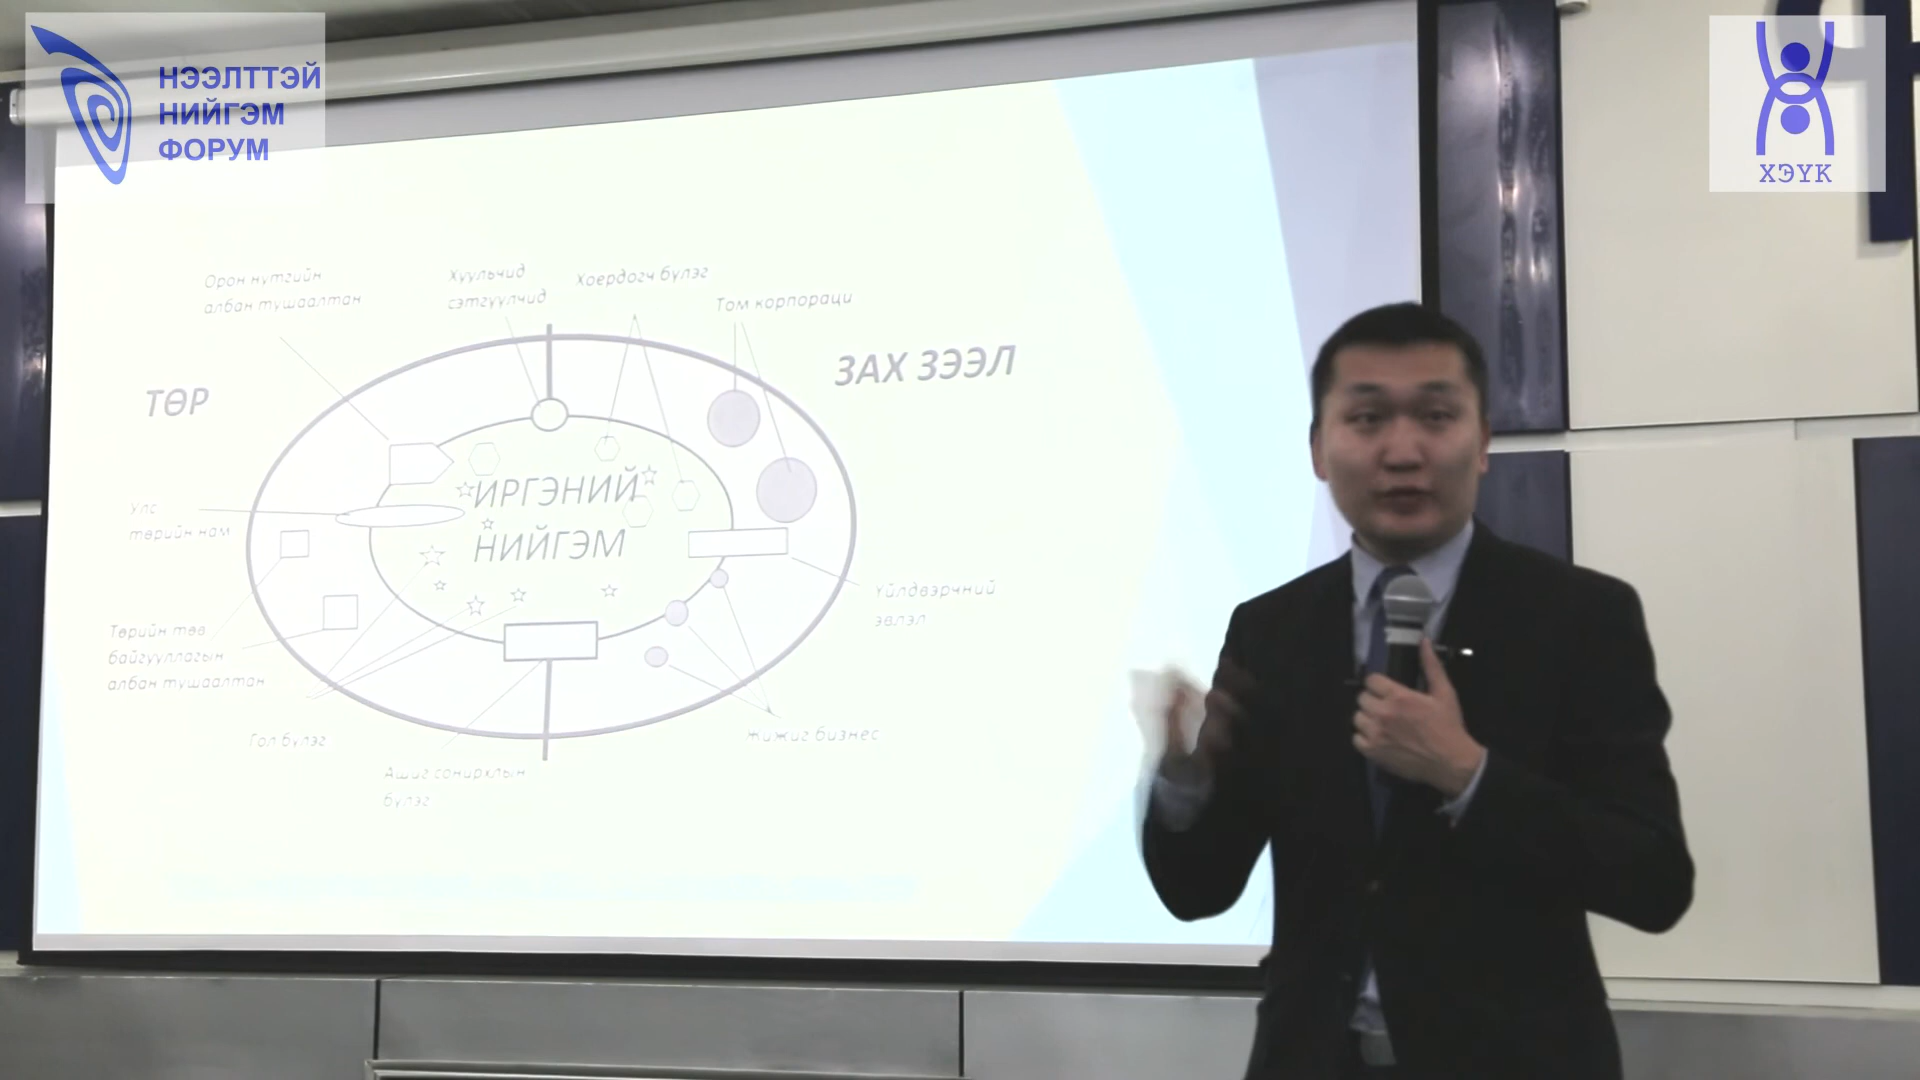 НЭЭЛТТЭЙ
НИЙГЭМ
ФОРУМ
ХЭҮК
Орон нутгийн
албан тушаалтан
Хуульчид
сэтгүүлчид
Хоердогч бүлэг
Том корпораци
ТӨР
ЗАХ ЗЭЭЛ
ИРГЭНИЙ
НИЙГЭМ
Улс
төрийн нам
Үйлдвэрчний
эвлэл
Төрийн төв
байгууллагын
албан тушаалтан
Гол бүлэг
Жижиг бизнес
Ашиг сонирхлын
бүлэг